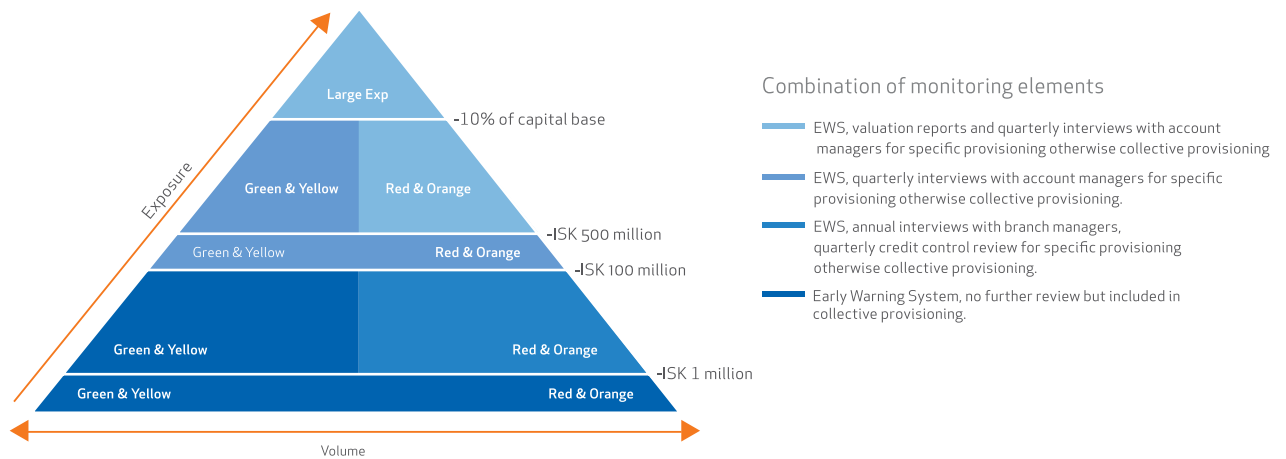 Large Exp
-10% of capital base
Exposure
Green & Yellow
Red & Orange
-ISK 500 million
Green & Yellow
Red & Orange
-ISK 100 million
Green & Yellow
Red & Orange
-ISK 1 million
Green & Yellow
Red & Orange
Volume
Combination of monitoring elements
EWS, valuation reports and quarterly interviews with account
managers for specific provisioning otherwise collective provisioning
EWS, quarterly interviews with account managers for specific
provisioning otherwise collective provisioning.
EWS, annual interviews with branch managers,
quarterly credit control review for specific provisioning
otherwise collective provisioning.
Early Warning System, no further review but included in
collective provisioning.